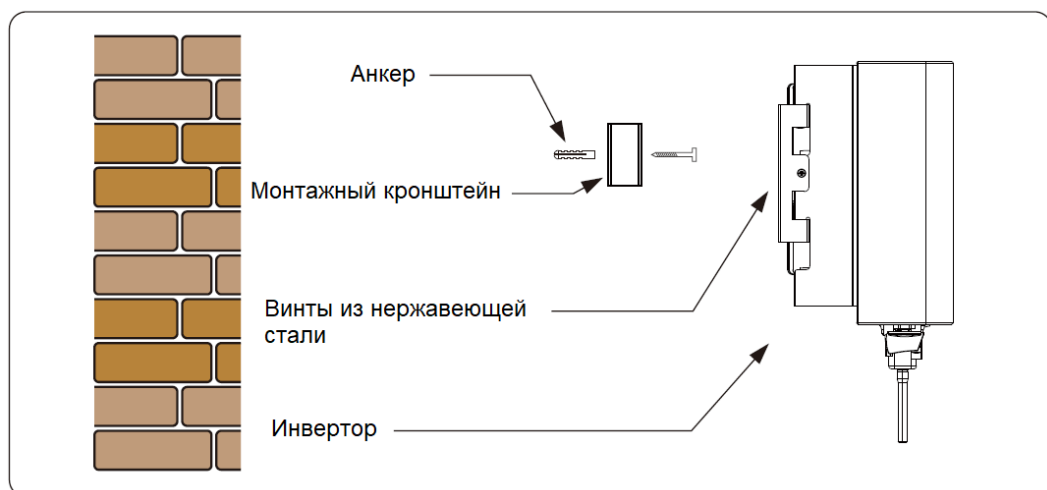 Анкер
Монтажный кронштейн
Винты из нержавеющей
стали
Инвертор